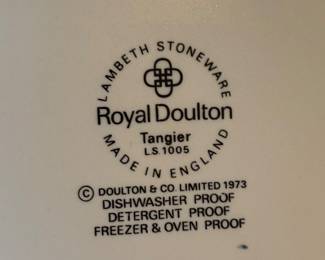 LAMBETH STONEWARE
Royal Doulton
Tangier
L.S.1005
MADE IN ENGLAND
© DOULTON & CO. LIMITED 1973
DISHWASHER PROOF
DETERGENT PROOF
FREEZER & OVEN PROOF